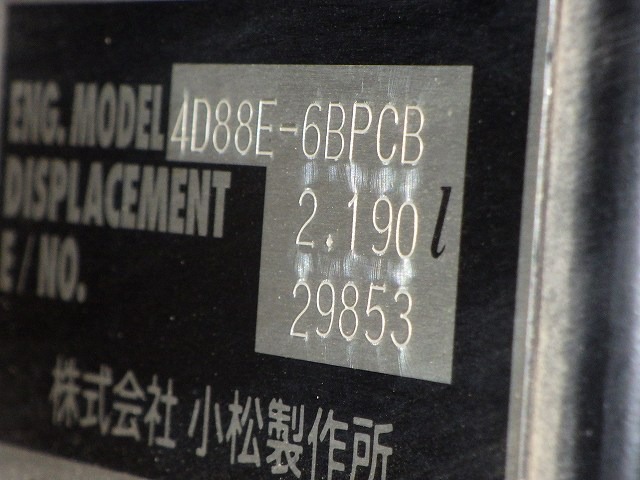 ENG. MODEL 4D88E-6BPCB
DISPLACEMENT 2.190 l
E/NO. 29853
株式会社 小松製作所